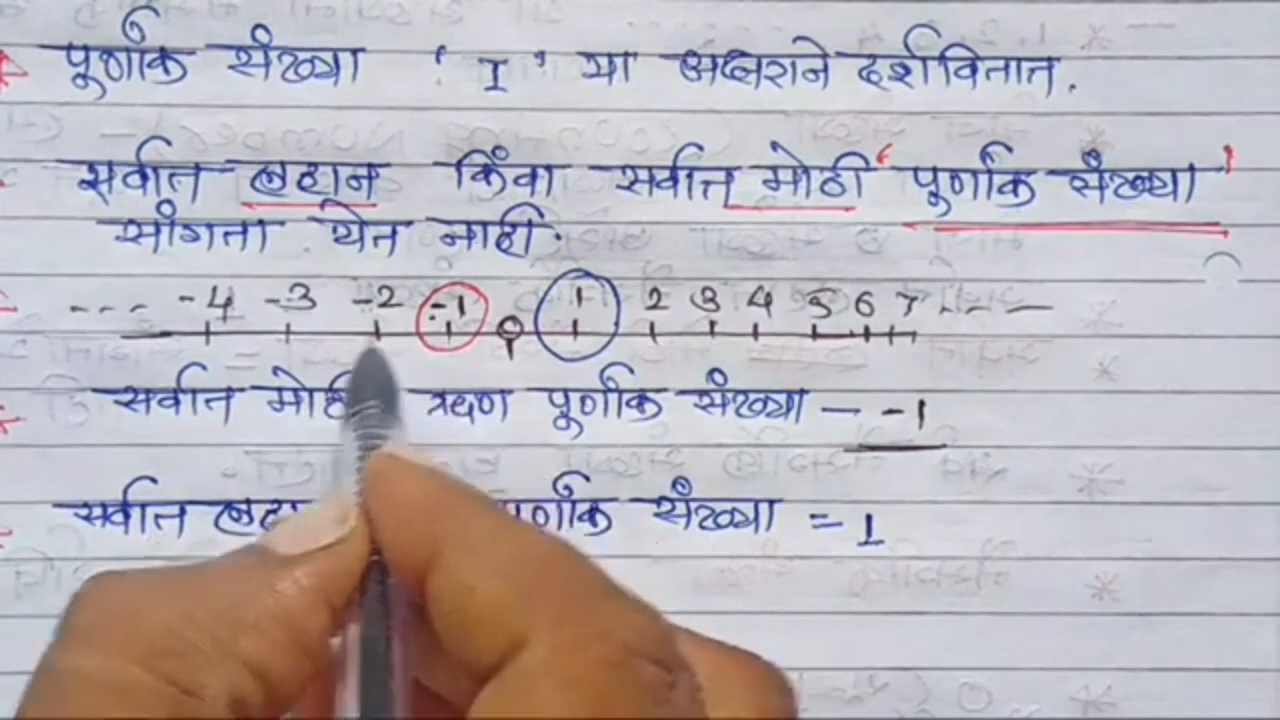 पूर्णांक संख्या 'I' या अक्षराने दर्शवितात.
सर्वात लहान किंवा सर्वात मोठी 'पूर्णांक संख्या'
सांगता येत नाही.
--- -4 -3 -2 -1 0 1 2 3 4 5 6 7 ----
सर्वात ऋण पूर्णांक संख्या — -1
सर्वात संख्या = 1